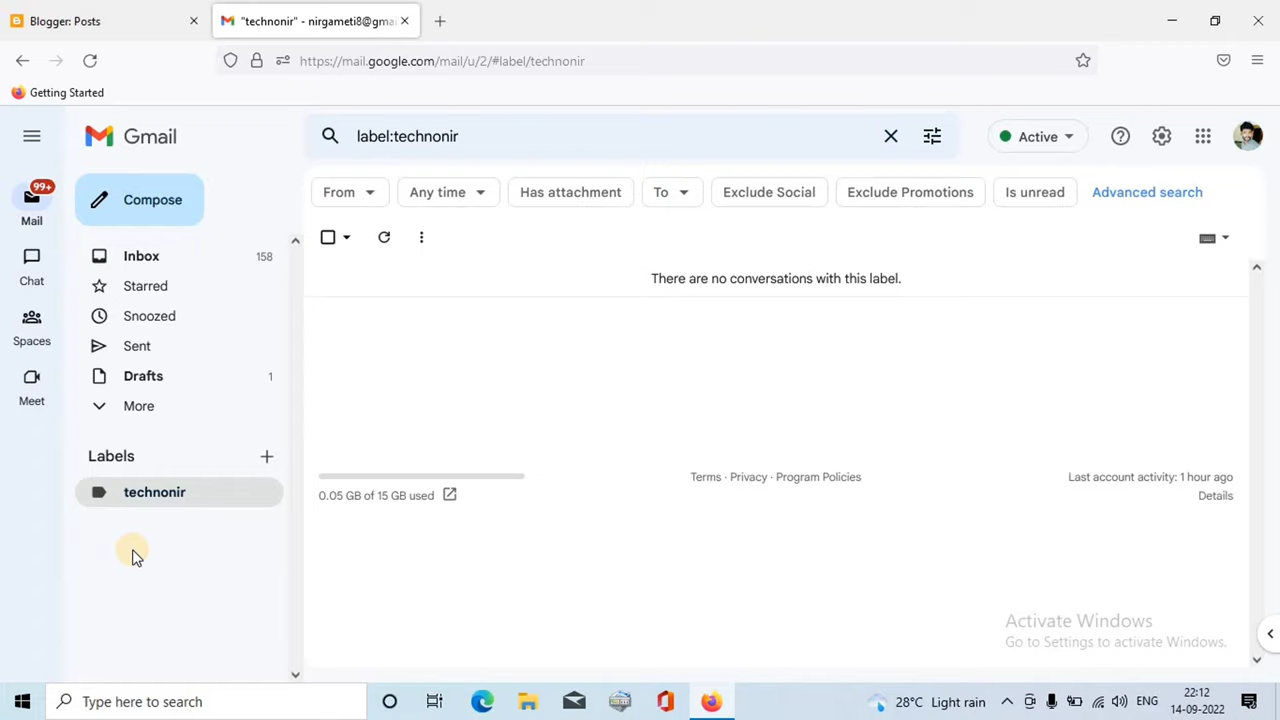 Blogger: Posts
"technonir" - nirgameti8@gmai
https://mail.google.com/mail/u/2/#label/technonir
Getting Started
Gmail
label:technonir
Active
99+
Mail
Chat
Spaces
Meet
Compose
Inbox 158
Starred
Snoozed
Sent
Drafts 1
More
Labels
technonir
From
Any time
Has attachment
To
Exclude Social
Exclude Promotions
Is unread
Advanced search
There are no conversations with this label.
0.05 GB of 15 GB used
Terms · Privacy · Program Policies
Last account activity: 1 hour ago
Details
Activate Windows
Go to Settings to activate Windows.
Type here to search
28°C Light rain
ENG
22:12
14-09-2022